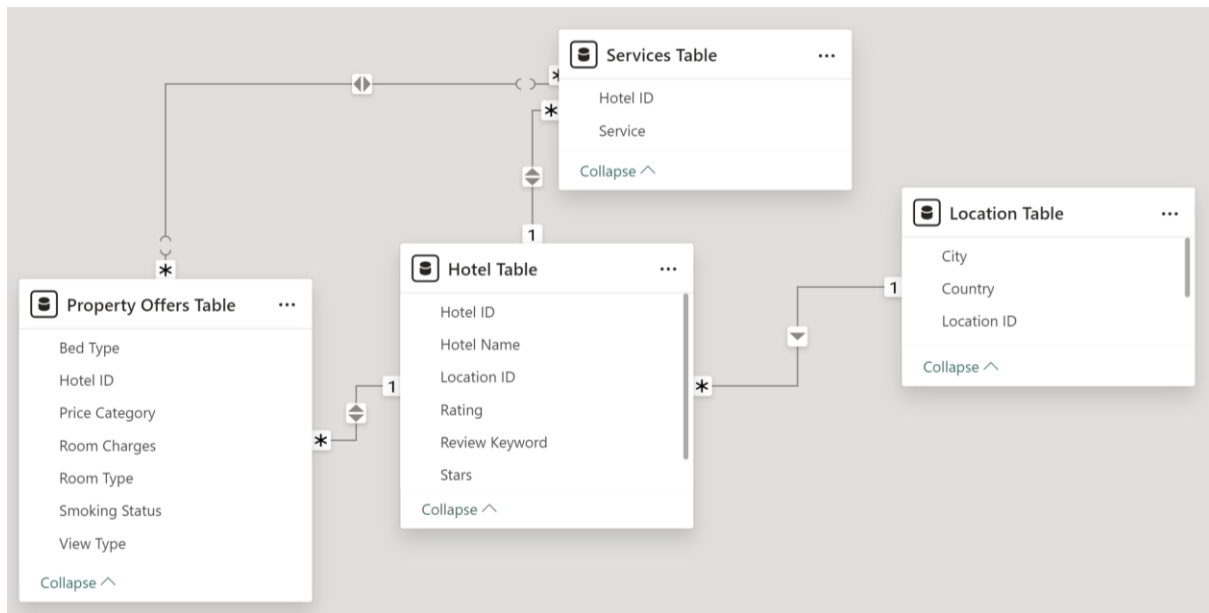 Services Table
Hotel ID
Service
Collapse
*
*
1
Location Table
City
Country
Location ID
Collapse
1
Hotel Table
Hotel ID
Hotel Name
Location ID
Rating
Review Keyword
Stars
Collapse
1
*
*
Property Offers Table
Bed Type
Hotel ID
Price Category
Room Charges
Room Type
Smoking Status
View Type
Collapse
*